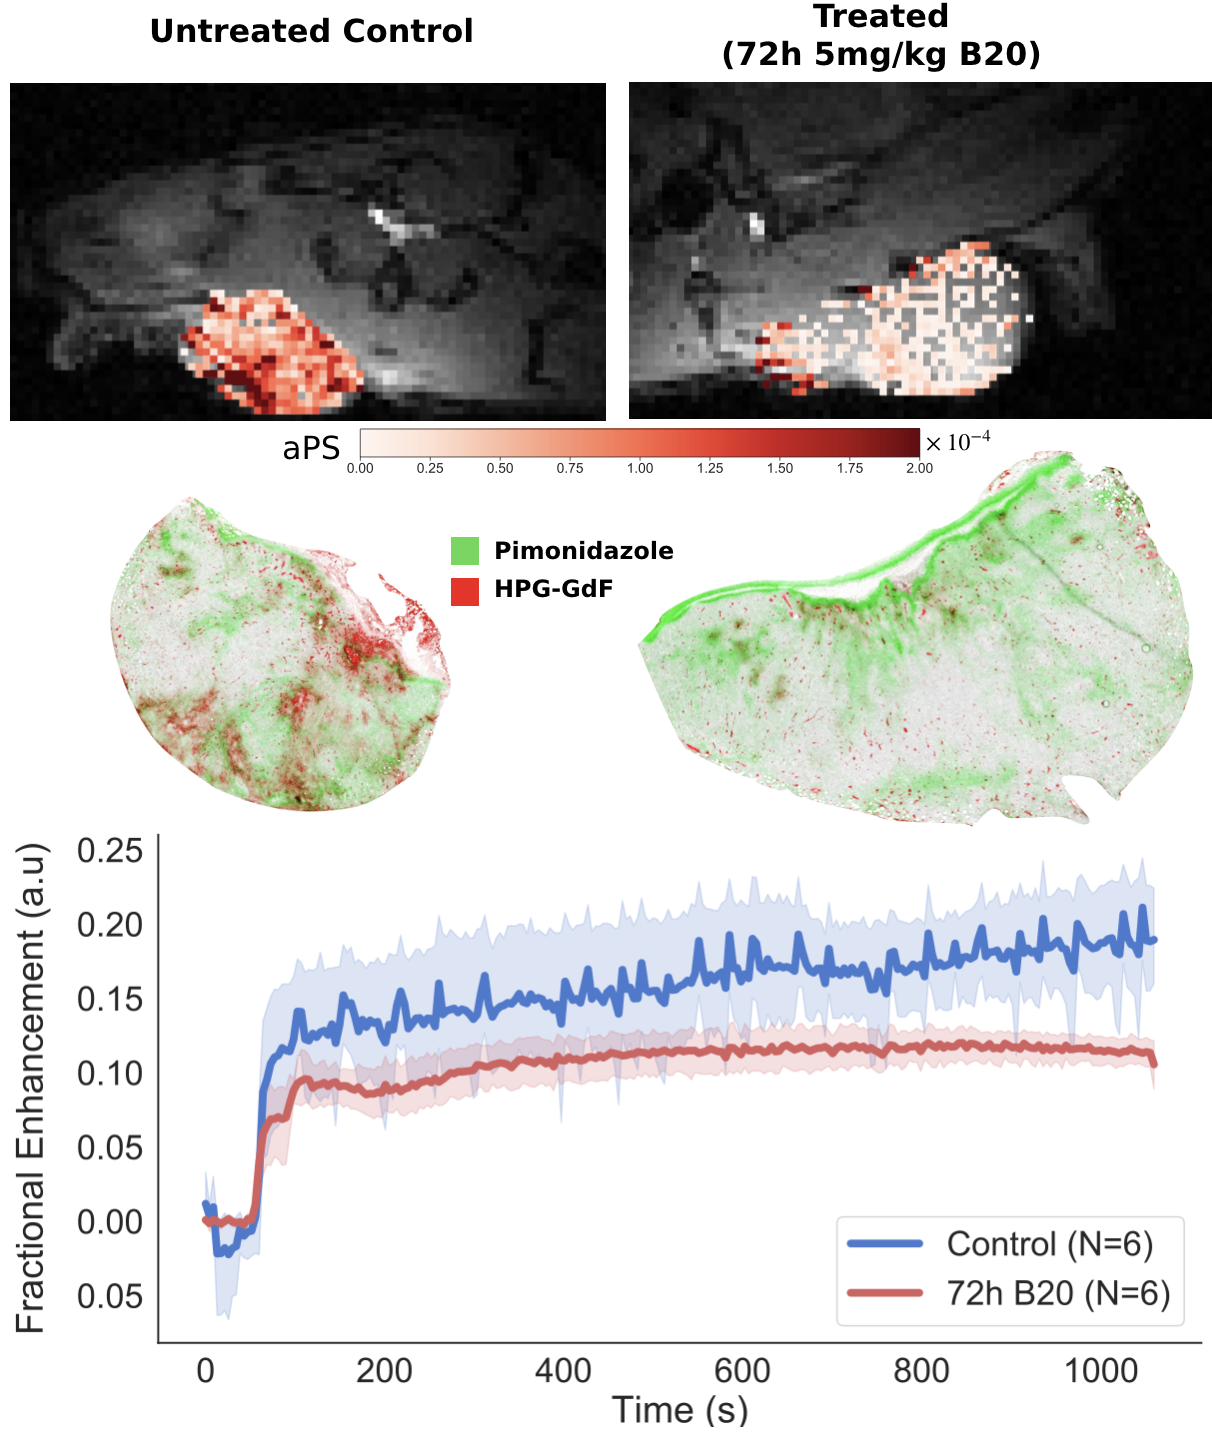 Untreated Control
Treated
(72h 5mg/kg B20)
aPS
× 10⁻⁴
0.00 0.25 0.50 0.75 1.00 1.25 1.50 1.75 2.00
Pimonidazole
HPG-GdF
Fractional Enhancement (a.u)
0.25
0.20
0.15
0.10
0.05
0.00
0.05
Control (N=6)
72h B20 (N=6)
0 200 400 600 800 1000
Time (s)